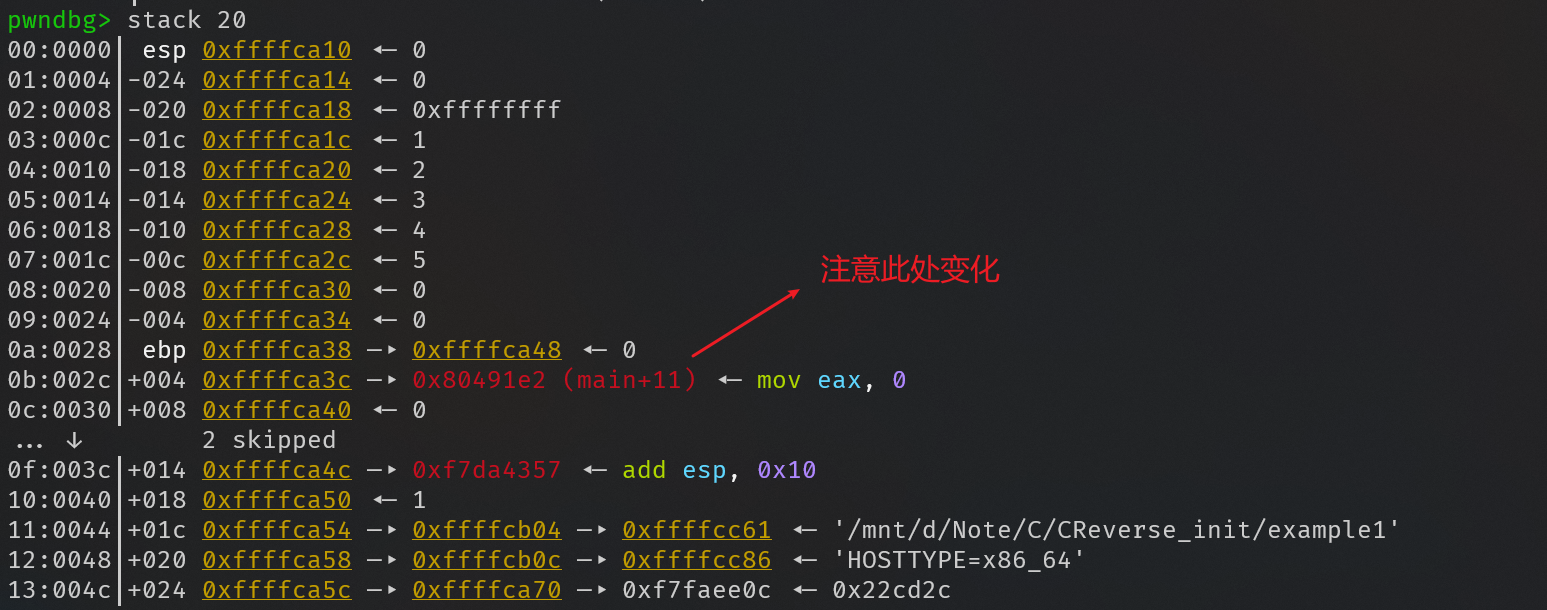 pwndbg> stack 20
00:0000│ esp 0xffffca10 ◂— 0
01:0004│-024 0xffffca14 ◂— 0
02:0008│-020 0xffffca18 ◂— 0xffffffff
03:000c│-01c 0xffffca1c ◂— 1
04:0010│-018 0xffffca20 ◂— 2
05:0014│-014 0xffffca24 ◂— 3
06:0018│-010 0xffffca28 ◂— 4
07:001c│-00c 0xffffca2c ◂— 5
注意此处变化
08:0020│-008 0xffffca30 ◂— 0
09:0024│-004 0xffffca34 ◂— 0
0a:0028│ ebp 0xffffca38 —▸ 0xffffca48 ◂— 0
0b:002c│+004 0xffffca3c —▸ 0x80491e2 (main+11) ◂— mov eax, 0
0c:0030│+008 0xffffca40 ◂— 0
... ↓ 2 skipped
0f:003c│+014 0xffffca4c —▸ 0xf7da4357 ◂— add esp, 0x10
10:0040│+018 0xffffca50 ◂— 1
11:0044│+01c 0xffffca54 —▸ 0xffffcb04 —▸ 0xffffcc61 ◂— '/mnt/d/Note/C/CReverse_init/example1'
12:0048│+020 0xffffca58 —▸ 0xffffcb0c —▸ 0xffffcc86 ◂— 'HOSTTYPE=x86_64'
13:004c│+024 0xffffca5c —▸ 0xffffca70 —▸ 0xf7faee0c ◂— 0x22cd2c